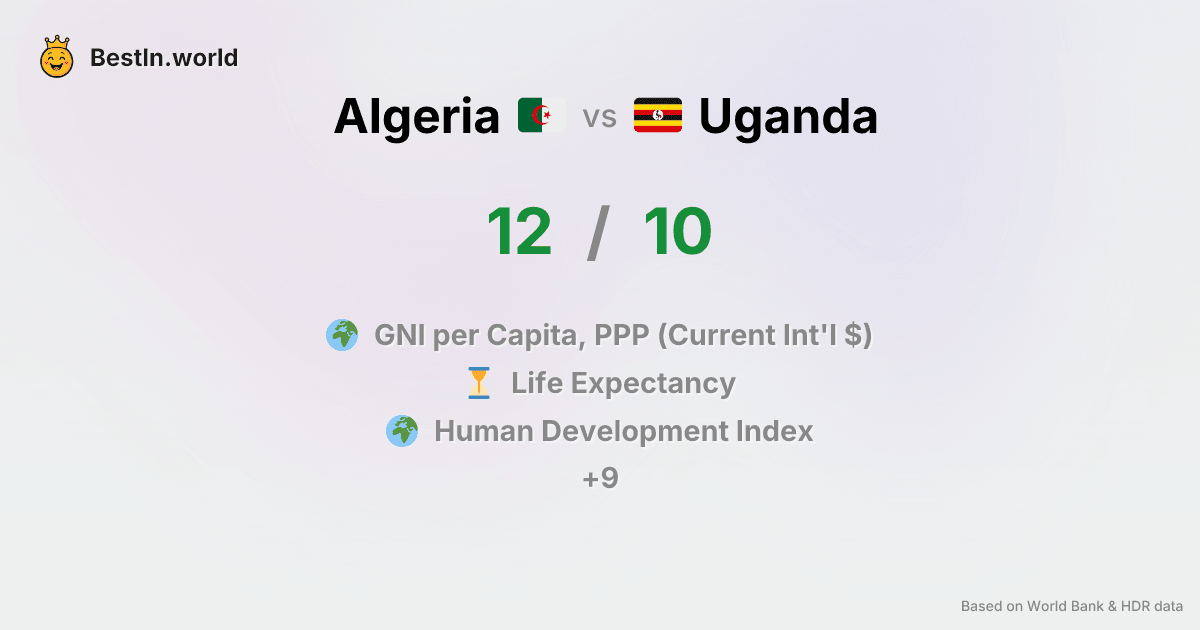 BestIn.world
Algeria vs Uganda
12 / 10
GNI per Capita, PPP (Current Int'l $)
Life Expectancy
Human Development Index
+9
Based on World Bank & HDR data